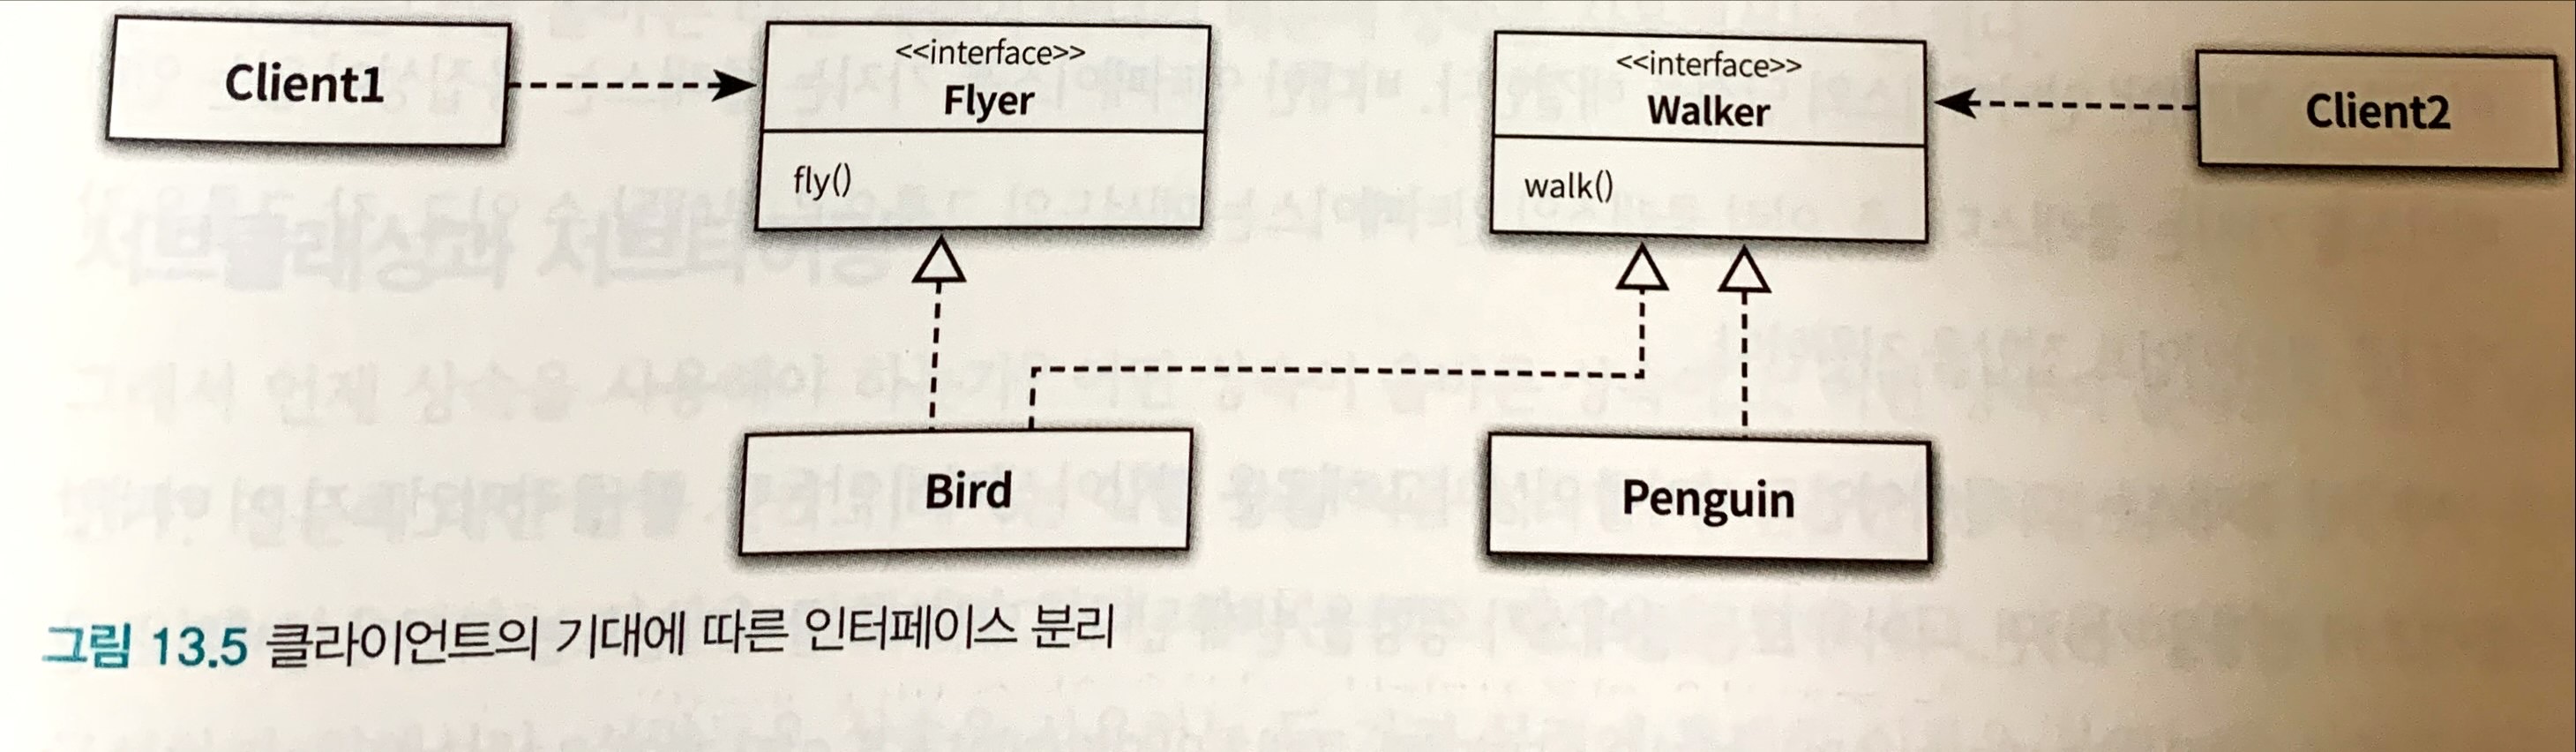 Client1
<<interface>>
Flyer
fly()
<<interface>>
Walker
walk()
Client2
Bird
Penguin
그림 13.5 클라이언트의 기대에 따른 인터페이스 분리